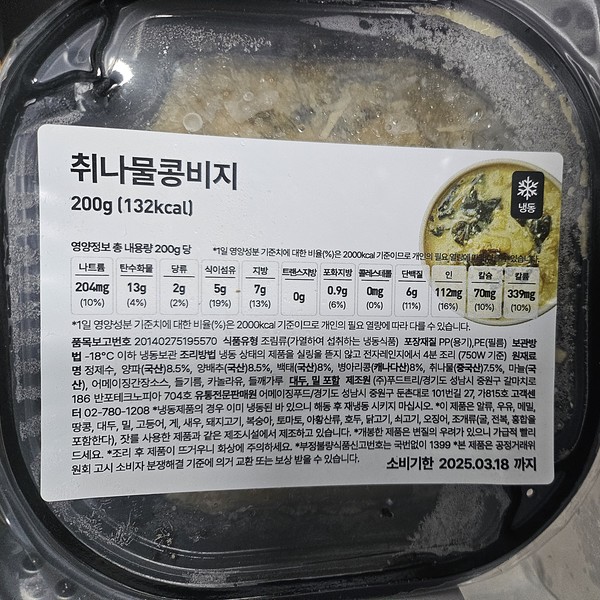 취나물콩비지
200g (132kcal)
냉동
영양정보 총 내용량 200g 당
*1일 영양성분 기준치에 대한 비율(%)은 2000kcal 기준이므로 개인의 필요 열량에 따라 다를 수 있습니다.
나트륨 탄수화물 당류 식이섬유 지방 트랜스지방 포화지방 콜레스테롤 단백질 인 칼슘 칼륨
204mg 13g 2g 5g 7g 0g 0.9g 0mg 6g 112mg 70mg 339mg
(10%) (4%) (2%) (19%) (13%) (6%) (0%) (11%) (16%) (10%) (10%)
*1일 영양성분 기준치에 대한 비율(%)은 2000kcal 기준이므로 개인의 필요 열량에 따라 다를 수 있습니다.
품목보고번호 20140275195570 식품유형 조림류(가열하여 섭취하는 냉동식품) 포장재질 PP(용기),PE(필름) 보관방
법 -18°C 이하 냉동보관 조리방법 냉동 상태의 제품을 실링을 뜯지 않고 전자레인지에서 4분 조리 (750W 기준) 원재료
명 정제수, 양파(국산)8.5%, 양배추(국산)8.5%, 백태(국산)8%, 병아리콩(캐나다산)8%, 취나물(중국산)7.5%, 마늘(국
산), 어메이징간장소스, 들기름, 카놀라유, 들깨가루 대두, 밀 포함 제조원 (주)푸드트리/경기도 성남시 중원구 갈마치로
186 반포테크노피아 704호 유통전문판매원 어메이징푸드/경기도 성남시 중원구 둔촌대로 101번길 27, 가815호 고객센
터 02-780-1208 *냉동제품의 경우 이미 냉동된 바 있으니 해동 후 재냉동 시키지 마십시오. *이 제품은 알류, 우유, 메밀,
땅콩, 대두, 밀, 고등어, 게, 새우, 돼지고기, 복숭아, 토마토, 아황산류, 호두, 닭고기, 쇠고기, 오징어, 조개류(굴, 전복, 홍합을
포함한다), 잣를 사용한 제품과 같은 제조시설에서 제조하고 있습니다. *개봉한 제품은 변질의 우려가 있으니 가급적 빨리
드세요. *조리 후 제품이 뜨거우니 화상에 주의하세요. *부정불량식품신고번호는 국번없이 1399 *본 제품은 공정거래위
원회 고시 소비자 분쟁해결 기준에 의거 교환 또는 보상 받을 수 있습니다.
소비기한 2025.03.18 까지